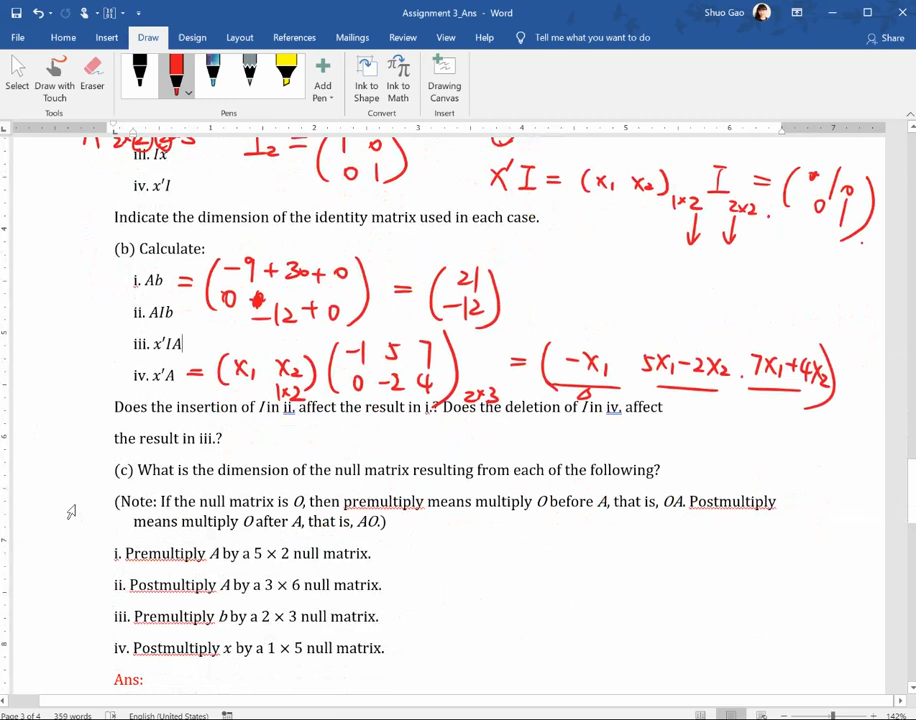 Assignment 3_Ans - Word
Shuo Gao
File Home Insert Draw Design Layout References Mailings Review View Help Tell me what you want to do Share
Select Draw with Touch Eraser Add Pen Ink to Shape Ink to Math Drawing Canvas
Tools Pens Convert Insert
1 2 3 4 5 6 7
I₂ = (1 0
0 1)
iii. Ix
x'I = (x₁ x₂)₁ₓ₂ I₂ₓ₂ = (1 0
0 1)
iv. x′I
Indicate the dimension of the identity matrix used in each case.
(b) Calculate:
i. Ab = (-9+30+0
0 -12+0) = (21
-12)
ii. AIb
iii. x′IA
iv. x′A = (x₁ x₂)₁ₓ₂ (-1 5 7
0 -2 4)₂ₓ₃ = (-x₁ 5x₁-2x₂ . 7x₁+4x₂)
Does the insertion of I in ii. affect the result in i.? Does the deletion of I in iv. affect
the result in iii.?
(c) What is the dimension of the null matrix resulting from each of the following?
(Note: If the null matrix is O, then premultiply means multiply O before A, that is, OA. Postmultiply
means multiply O after A, that is, AO.)
i. Premultiply A by a 5 × 2 null matrix.
ii. Postmultiply A by a 3 × 6 null matrix.
iii. Premultiply b by a 2 × 3 null matrix.
iv. Postmultiply x by a 1 × 5 null matrix.
Ans:
Page 3 of 4 359 words English (United States) 142%